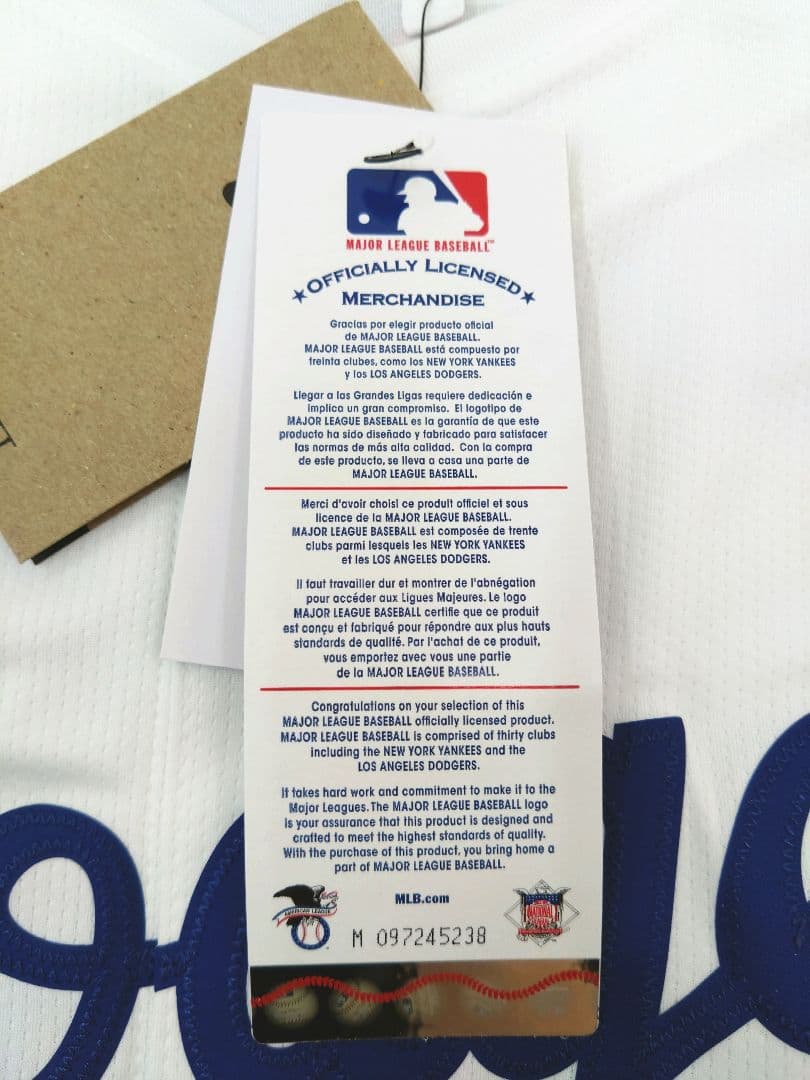 MAJOR LEAGUE BASEBALL™
★OFFICIALLY LICENSED★
MERCHANDISE
Gracias por elegir producto oficial
de MAJOR LEAGUE BASEBALL.
MAJOR LEAGUE BASEBALL está compuesto por
treinta clubes, como los NEW YORK YANKEES
y los LOS ANGELES DODGERS.
Llegar a las Grandes Ligas requiere dedicación e
implica un gran compromiso. El logotipo de
MAJOR LEAGUE BASEBALL es la garantía de que este
producto ha sido diseñado y fabricado para satisfacer
las normas de más alta calidad. Con la compra
de este producto, se lleva a casa una parte de
MAJOR LEAGUE BASEBALL.
Merci d'avoir choisi ce produit officiel et sous
licence de la MAJOR LEAGUE BASEBALL.
MAJOR LEAGUE BASEBALL est composée de trente
clubs parmi lesquels les NEW YORK YANKEES
et les LOS ANGELES DODGERS.
Il faut travailler dur et montrer de l'abnégation
pour accéder aux Ligues Majeures. Le logo
MAJOR LEAGUE BASEBALL certifie que ce produit
est conçu et fabriqué pour répondre aux plus hauts
standards de qualité. Par l'achat de ce produit,
vous emportez avec vous une partie
de la MAJOR LEAGUE BASEBALL.
Congratulations on your selection of this
MAJOR LEAGUE BASEBALL officially licensed product.
MAJOR LEAGUE BASEBALL is comprised of thirty clubs
including the NEW YORK YANKEES and the
LOS ANGELES DODGERS.
It takes hard work and commitment to make it to the
Major Leagues. The MAJOR LEAGUE BASEBALL logo
is your assurance that this product is designed and
crafted to meet the highest standards of quality.
With the purchase of this product, you bring home a
part of MAJOR LEAGUE BASEBALL.
AMERICAN LEAGUE
MLB.com
NATIONAL
M 097245238